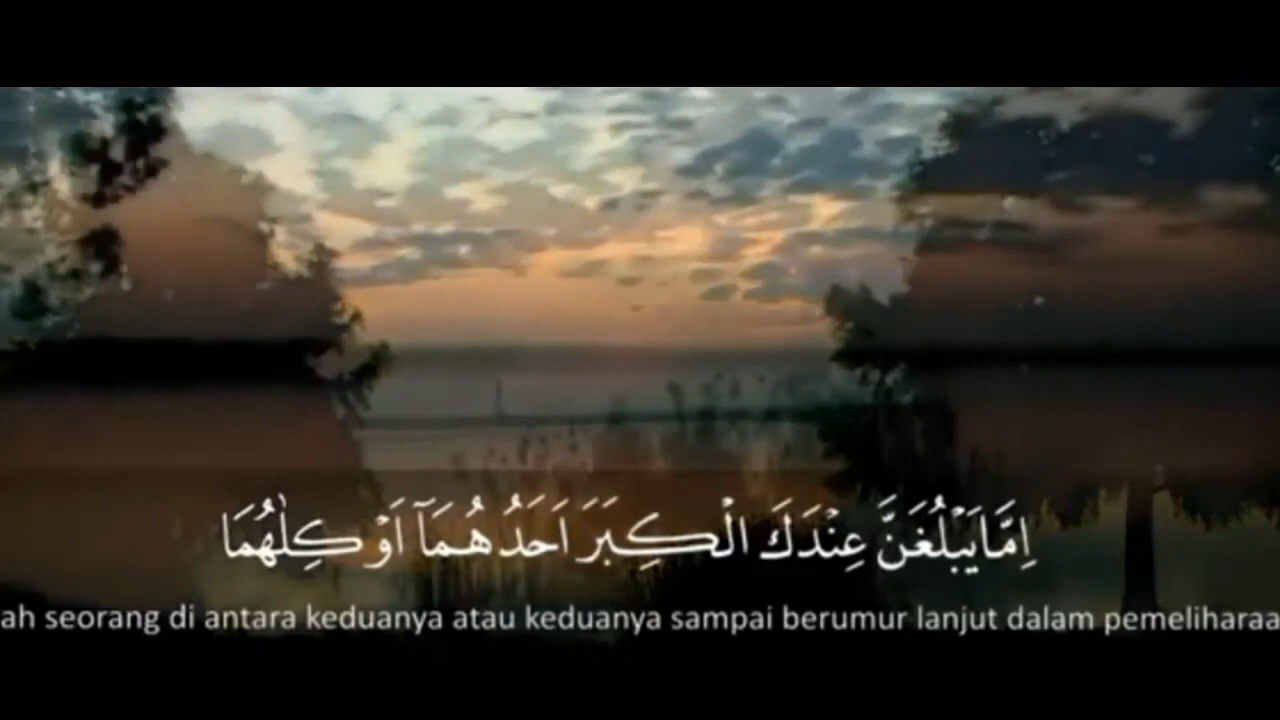 اِمَّا يَبْلُغَنَّ عِنْدَكَ الْكِبَرَ اَحَدُهُمَآ اَوْ كِلٰهُمَا
ah seorang di antara keduanya atau keduanya sampai berumur lanjut dalam pemeliharaa